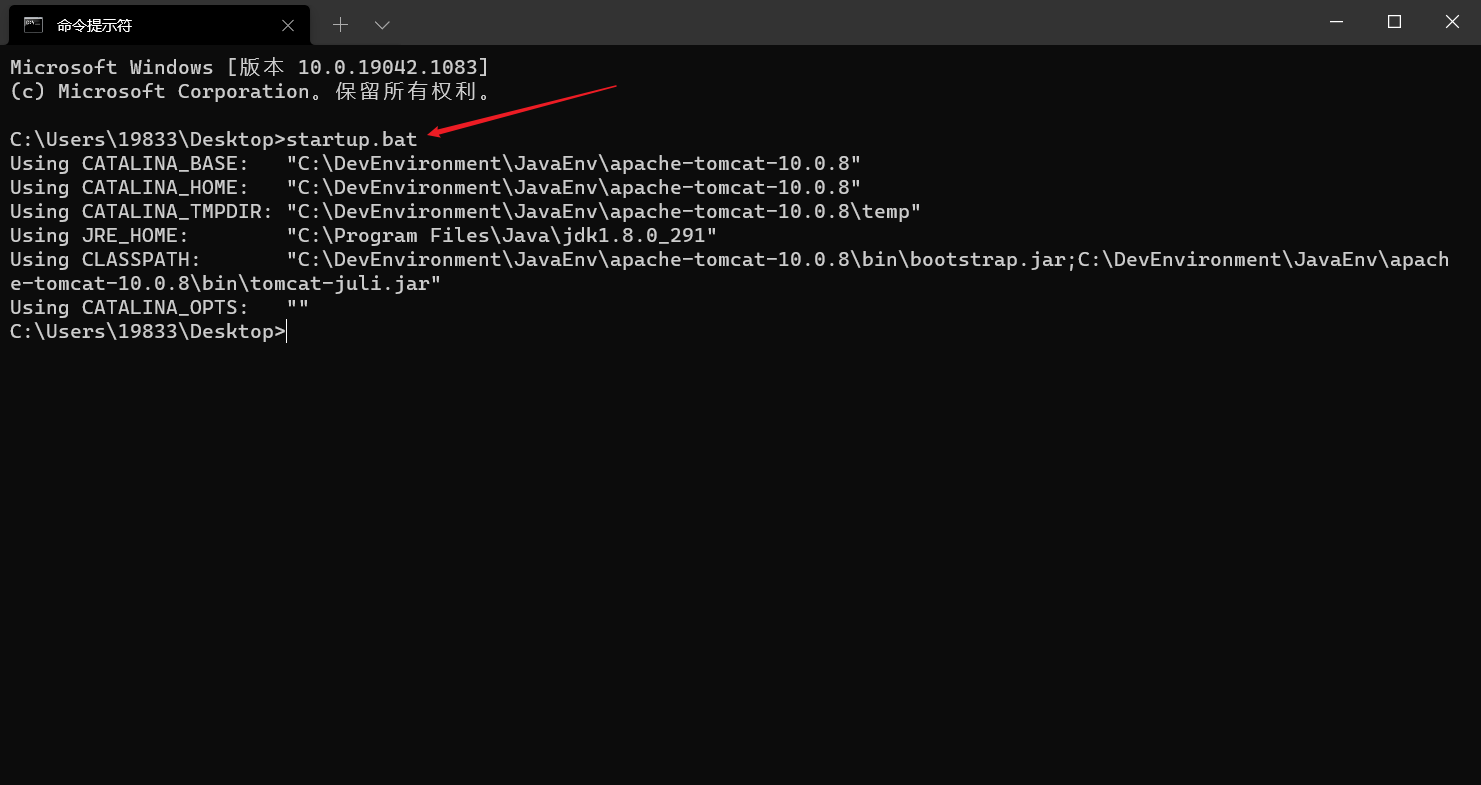 命令提示符
Microsoft Windows [版本 10.0.19042.1083]
(c) Microsoft Corporation。保留所有权利。
C:\Users\19833\Desktop>startup.bat
Using CATALINA_BASE:   "C:\DevEnvironment\JavaEnv\apache-tomcat-10.0.8"
Using CATALINA_HOME:   "C:\DevEnvironment\JavaEnv\apache-tomcat-10.0.8"
Using CATALINA_TMPDIR: "C:\DevEnvironment\JavaEnv\apache-tomcat-10.0.8\temp"
Using JRE_HOME:        "C:\Program Files\Java\jdk1.8.0_291"
Using CLASSPATH:       "C:\DevEnvironment\JavaEnv\apache-tomcat-10.0.8\bin\bootstrap.jar;C:\DevEnvironment\JavaEnv\apach
e-tomcat-10.0.8\bin\tomcat-juli.jar"
Using CATALINA_OPTS:   ""
C:\Users\19833\Desktop>